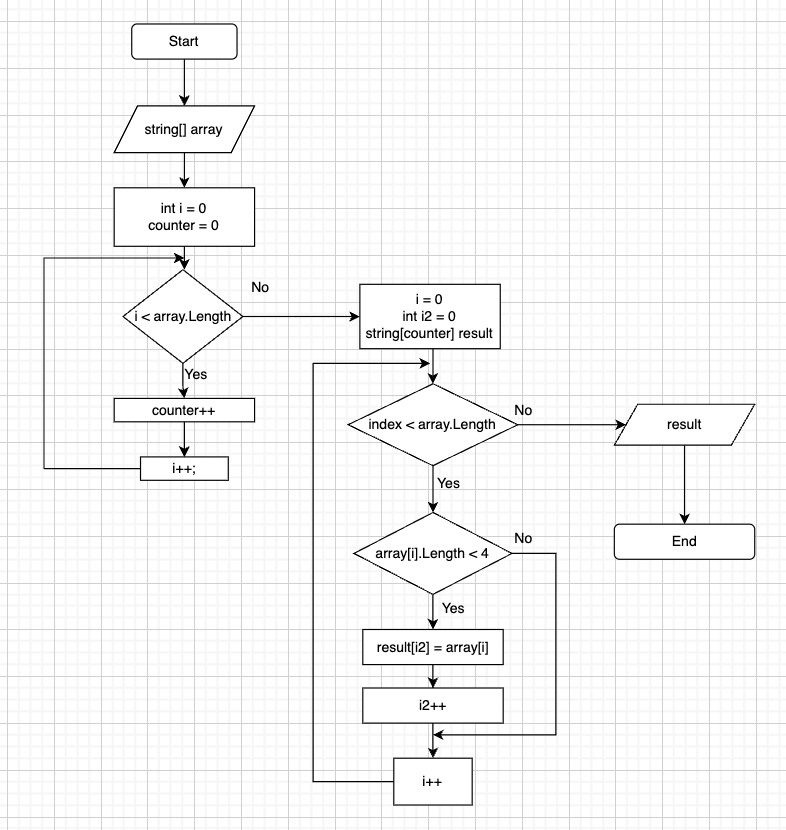 Start
string[] array
int i = 0
counter = 0
i < array.Length
No
Yes
counter++
i++;
i = 0
int i2 = 0
string[counter] result
index < array.Length
No
result
End
Yes
array[i].Length < 4
No
Yes
result[i2] = array[i]
i2++
i++